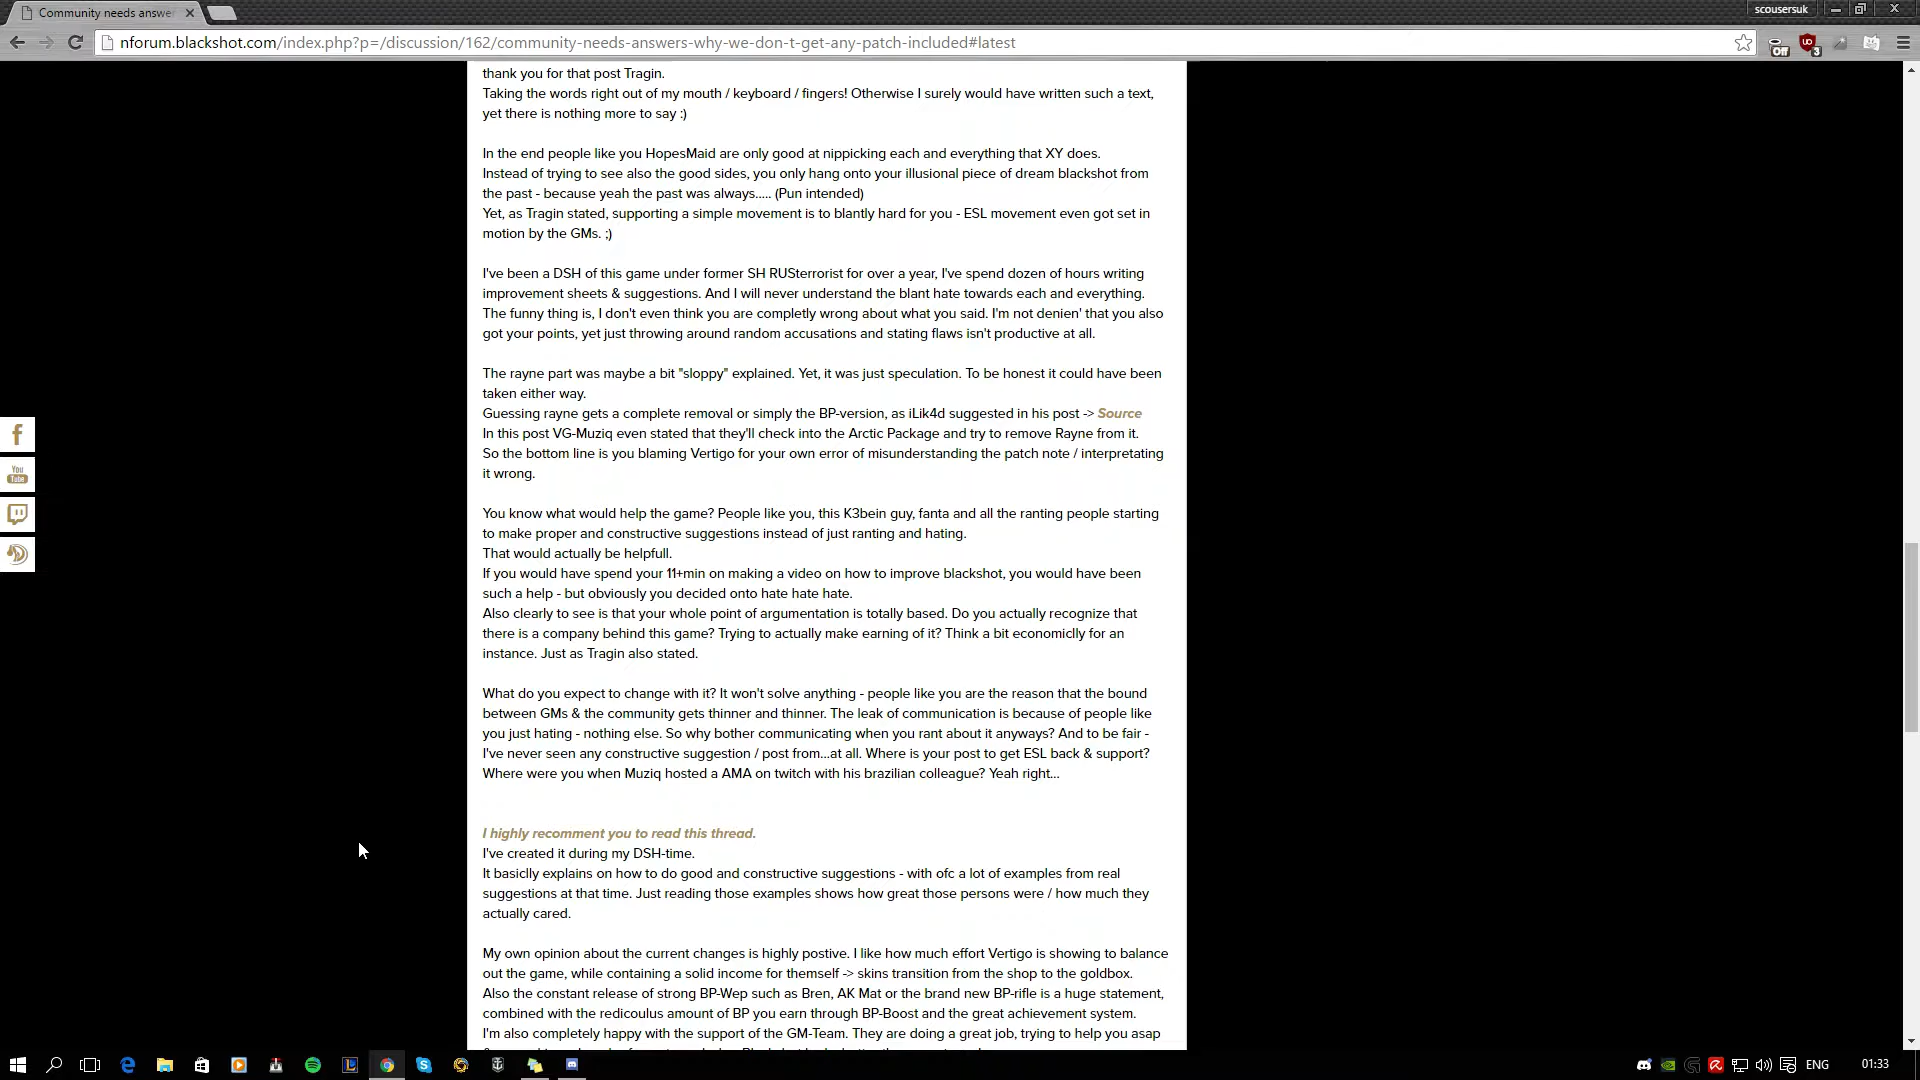 Community needs answe
scousersuk
nforum.blackshot.com/index.php?p=/discussion/162/community-needs-answers-why-we-don-t-get-any-patch-included#latest
Off
3
thank you for that post Tragin.
Taking the words right out of my mouth / keyboard / fingers! Otherwise I surely would have written such a text,
yet there is nothing more to say :)
In the end people like you HopesMaid are only good at nippicking each and everything that XY does.
Instead of trying to see also the good sides, you only hang onto your illusional piece of dream blackshot from
the past - because yeah the past was always..... (Pun intended)
Yet, as Tragin stated, supporting a simple movement is to blantly hard for you - ESL movement even got set in
motion by the GMs. ;)
I've been a DSH of this game under former SH RUSterrorist for over a year, I've spend dozen of hours writing
improvement sheets & suggestions. And I will never understand the blant hate towards each and everything.
The funny thing is, I don't even think you are completly wrong about what you said. I'm not denien' that you also
got your points, yet just throwing around random accusations and stating flaws isn't productive at all.
The rayne part was maybe a bit "sloppy" explained. Yet, it was just speculation. To be honest it could have been
taken either way.
Guessing rayne gets a complete removal or simply the BP-version, as iLik4d suggested in his post -> Source
In this post VG-Muziq even stated that they'll check into the Arctic Package and try to remove Rayne from it.
So the bottom line is you blaming Vertigo for your own error of misunderstanding the patch note / interpretating
it wrong.
You know what would help the game? People like you, this K3bein guy, fanta and all the ranting people starting
to make proper and constructive suggestions instead of just ranting and hating.
That would actually be helpfull.
If you would have spend your 11+min on making a video on how to improve blackshot, you would have been
such a help - but obviously you decided onto hate hate hate.
Also clearly to see is that your whole point of argumentation is totally based. Do you actually recognize that
there is a company behind this game? Trying to actually make earning of it? Think a bit economiclly for an
instance. Just as Tragin also stated.
What do you expect to change with it? It won't solve anything - people like you are the reason that the bound
between GMs & the community gets thinner and thinner. The leak of communication is because of people like
you just hating - nothing else. So why bother communicating when you rant about it anyways? And to be fair -
I've never seen any constructive suggestion / post from...at all. Where is your post to get ESL back & support?
Where were you when Muziq hosted a AMA on twitch with his brazilian colleague? Yeah right...
I highly recomment you to read this thread.
I've created it during my DSH-time.
It basiclly explains on how to do good and constructive suggestions - with ofc a lot of examples from real
suggestions at that time. Just reading those examples shows how great those persons were / how much they
actually cared.
My own opinion about the current changes is highly postive. I like how much effort Vertigo is showing to balance
out the game, while containing a solid income for themself -> skins transition from the shop to the goldbox.
Also the constant release of strong BP-Wep such as Bren, AK Mat or the brand new BP-rifle is a huge statement,
combined with the rediculus amount of BP you earn through BP-Boost and the great achievement system.
I'm also completely happy with the support of the GM-Team. They are doing a great job, trying to help you asap
You
Tube
ENG
01:33